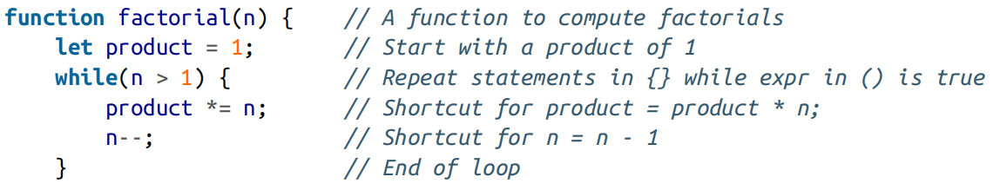 function factorial(n) {    // A function to compute factorials
    let product = 1;       // Start with a product of 1
    while(n > 1) {         // Repeat statements in {} while expr in () is true
        product *= n;      // Shortcut for product = product * n;
        n--;               // Shortcut for n = n - 1
    }                      // End of loop